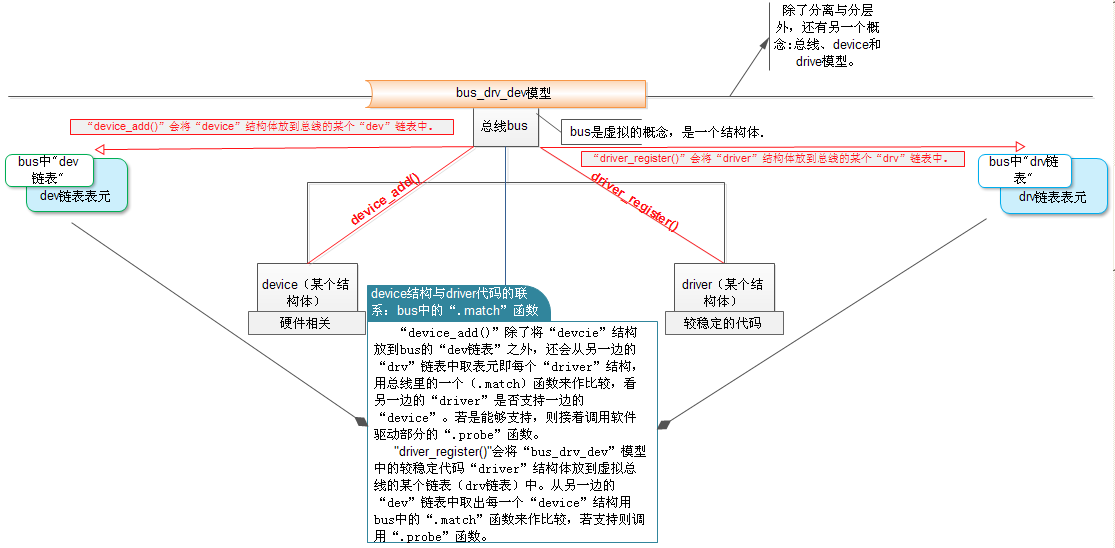 除了分离与分层
外，还有另一个概
念:总线、device和
drive模型。
bus_drv_dev模型
“device_add()”会将“device”结构体放到总线的某个“dev”链表中．
总线bus
bus是虚拟的概念，是一个结构体．
“driver_register()”会将“driver”结构体放到总线的某个“drv”链表中。
bus中“dev
链表“
dev链表表元
bus中“drv链
表“
drv链表表元
device_add()
driver_register()
device（某个结
构体）
硬件相关
driver（某个结
构体）
较稳定的代码
device结构与driver代码的联
系：bus中的“.match”函数
“device_add()”除了将“devcie”结构
放到bus的“dev链表”之外，还会从另一边的
“drv”链表中取表元即每个“driver”结构，
用总线里的一个（.match）函数来作比较，看
另一边的“driver”是否支持一边的
“device”。若是能够支持，则接着调用软件
驱动部分的“.probe”函数。
"driver_register()"会将“bus_drv_dev”模型
中的较稳定代码“driver”结构体放到虚拟总
线的某个链表（drv链表）中。从另一边的
“dev”链表中取出每一个“device”结构用
bus中的“.match”函数来作比较，若支持则调
用“.probe”函数。